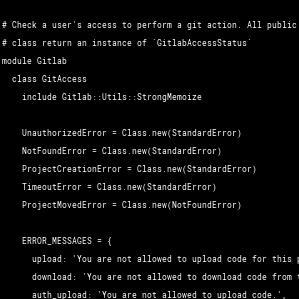 # Check a user's access to perform a git action. All public
# class return an instance of `GitlabAccessStatus`
module Gitlab
class GitAccess
include Gitlab::Utils::StrongMemoize
UnauthorizedError = Class.new(StandardError)
NotFoundError = Class.new(StandardError)
ProjectCreationError = Class.new(StandardError)
TimeoutError = Class.new(StandardError)
ProjectMovedError = Class.new(NotFoundError)
ERROR_MESSAGES = {
upload: 'You are not allowed to upload code for this
download: 'You are not allowed to download code from
auth_upload: 'You are not allowed to upload code.',